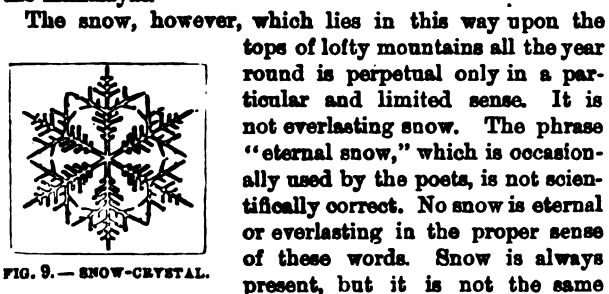 The snow, however, which lies in this way upon the
tops of lofty mountains all the year
round is perpetual only in a par-
ticular and limited sense. It is
not everlasting snow. The phrase
“eternal snow,” which is occasion-
ally used by the poets, is not scien-
tifically correct. No snow is eternal
or everlasting in the proper sense
of these words. Snow is always
present, but it is not the same
FIG. 9.—SNOW-CRYSTAL.